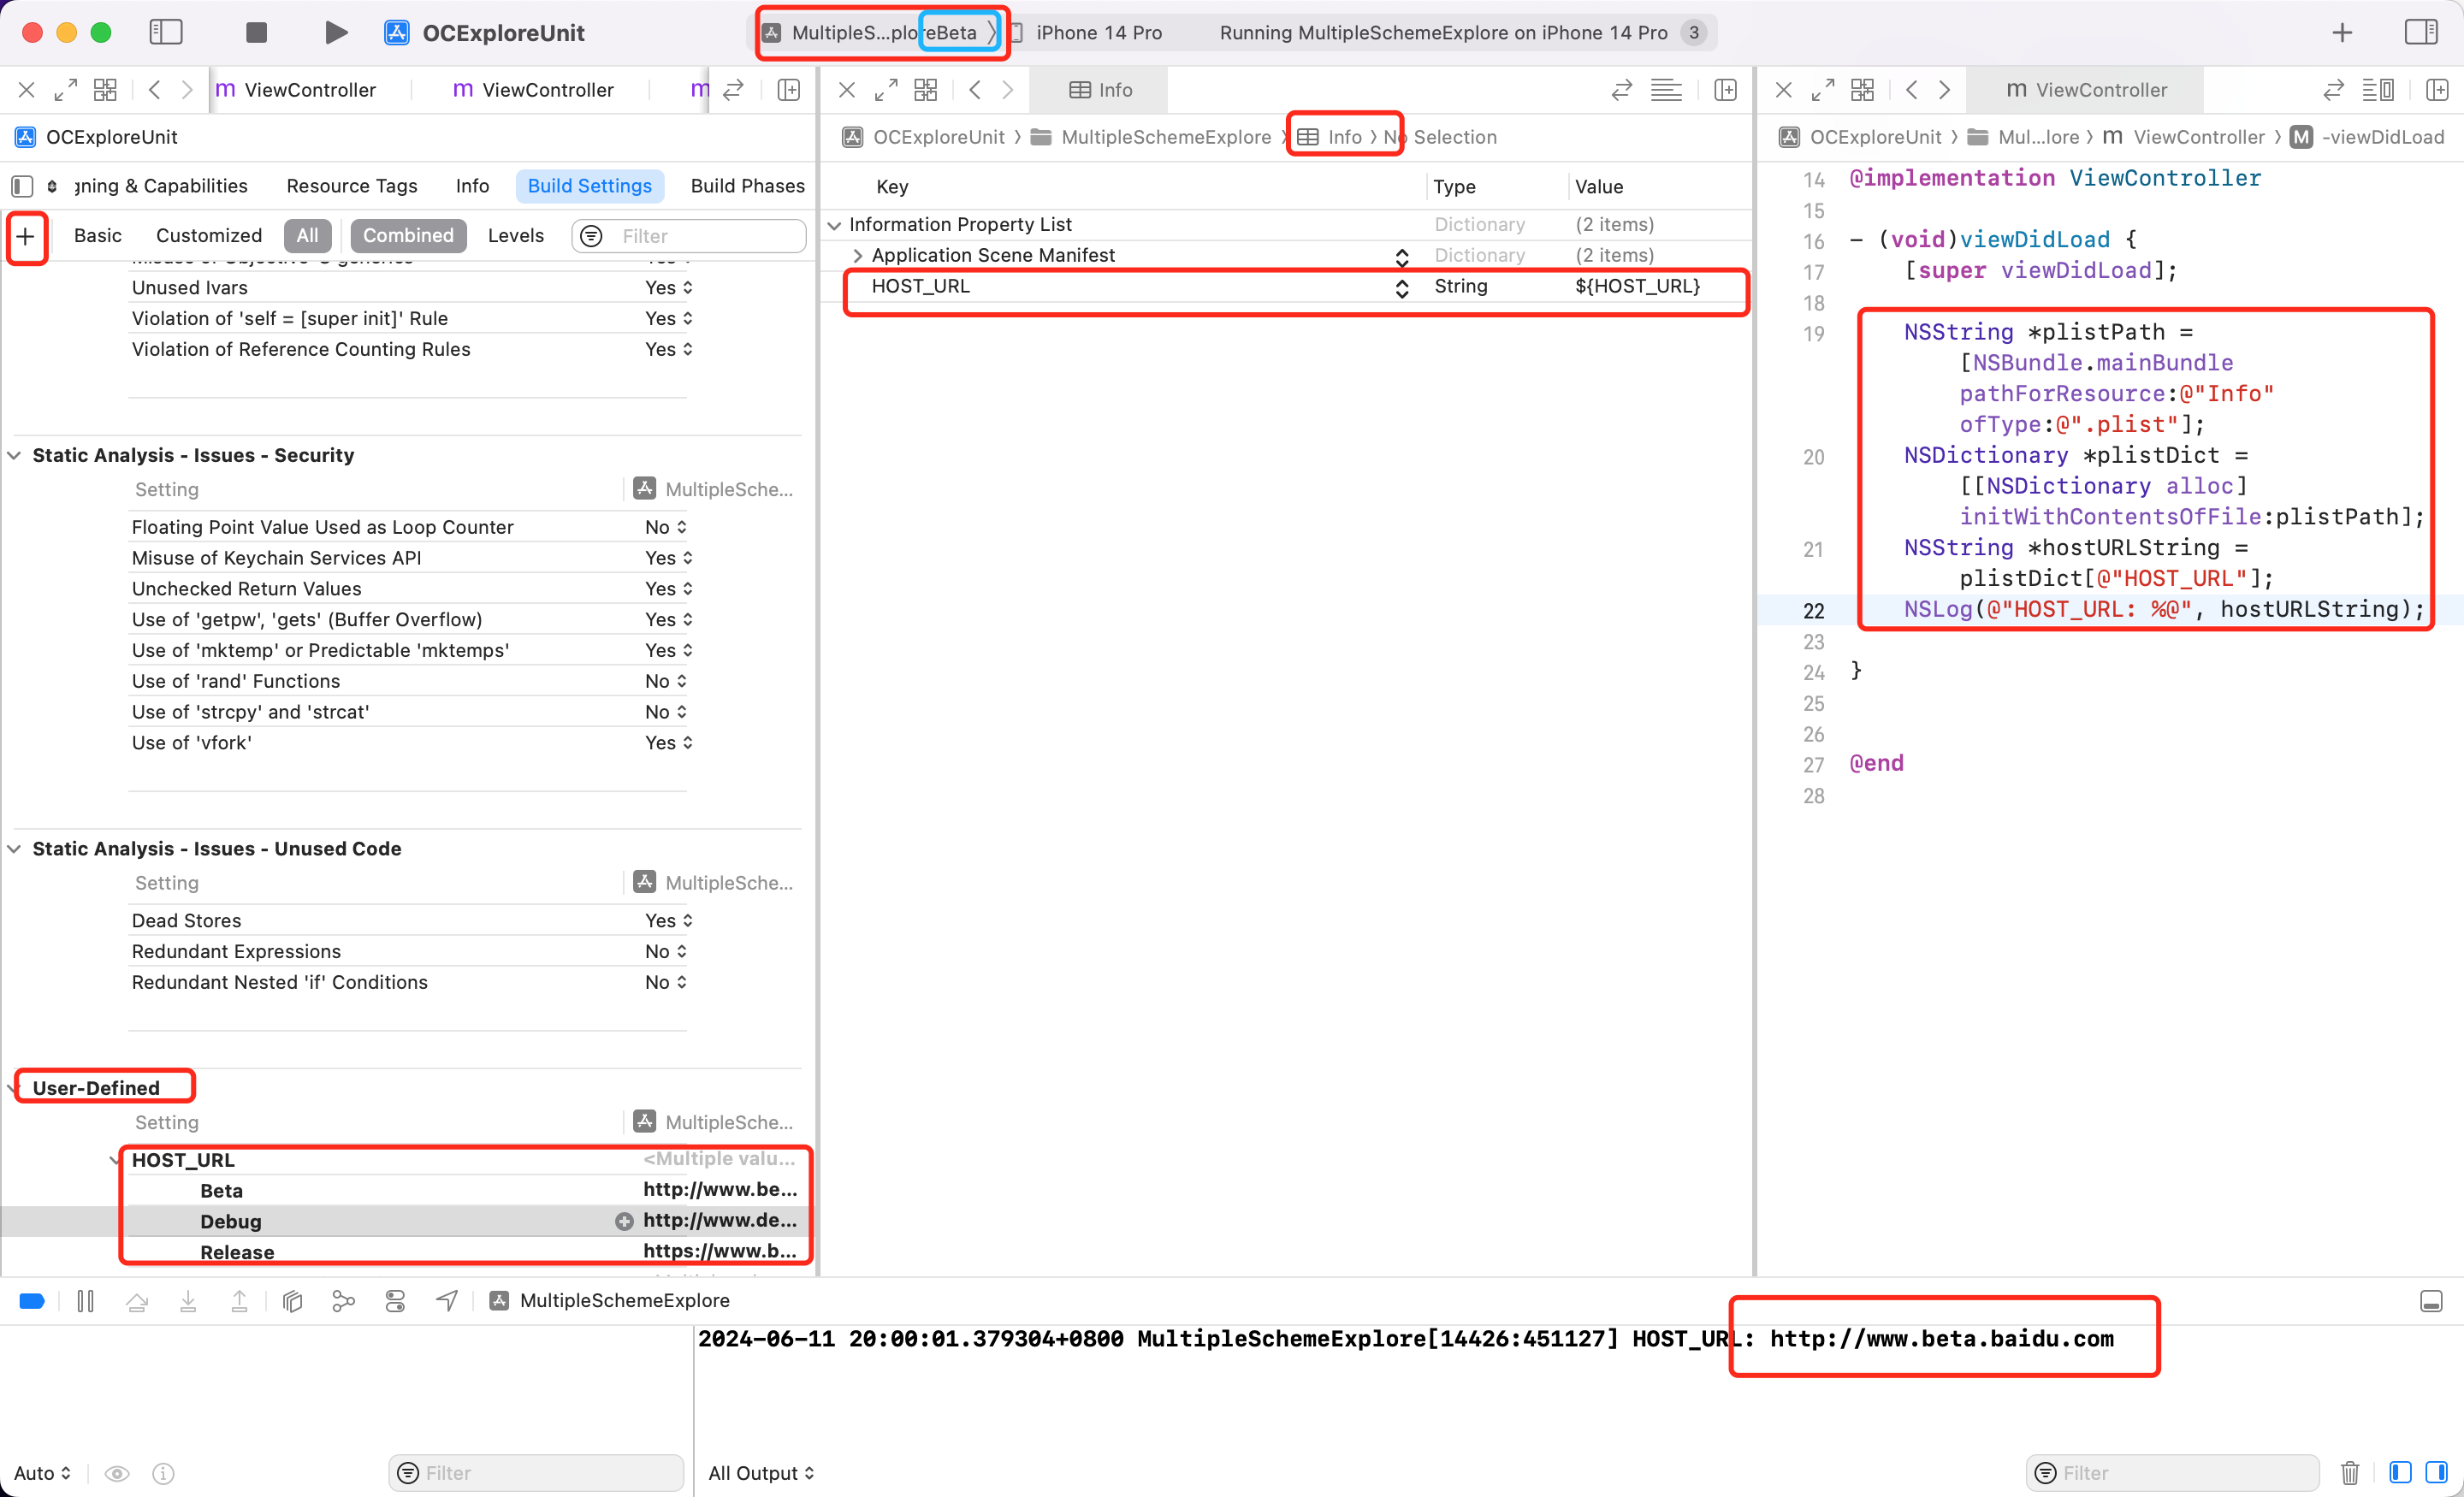 OCExploreUnit
MultipleS...ploreBeta
iPhone 14 Pro
Running MultipleSchemeExplore on iPhone 14 Pro
3
ViewController
ViewController
OCExploreUnit
gning & Capabilities
Resource Tags
Info
Build Settings
Build Phases
Basic
Customized
All
Combined
Levels
Filter
Unused Ivars Yes
Violation of 'self = [super init]' Rule Yes
Violation of Reference Counting Rules Yes
Static Analysis - Issues - Security
Setting MultipleSche...
Floating Point Value Used as Loop Counter No
Misuse of Keychain Services API Yes
Unchecked Return Values Yes
Use of 'getpw', 'gets' (Buffer Overflow) Yes
Use of 'mktemp' or Predictable 'mktemps' Yes
Use of 'rand' Functions No
Use of 'strcpy' and 'strcat' No
Use of 'vfork' Yes
Static Analysis - Issues - Unused Code
Setting MultipleSche...
Dead Stores Yes
Redundant Expressions No
Redundant Nested 'if' Conditions No
User-Defined
Setting MultipleSche...
HOST_URL <Multiple valu...
Beta http://www.be...
Debug http://www.de...
Release https://www.b...
Info
OCExploreUnit › MultipleSchemeExplore › Info › No Selection
Key Type Value
Information Property List Dictionary (2 items)
Application Scene Manifest Dictionary (2 items)
HOST_URL String ${HOST_URL}
m ViewController
OCExploreUnit › Mul...lore › m ViewController › M -viewDidLoad
14 @implementation ViewController
15
16 - (void)viewDidLoad {
17 [super viewDidLoad];
18
19 NSString *plistPath =
[NSBundle.mainBundle
pathForResource:@"Info"
ofType:@".plist"];
20 NSDictionary *plistDict =
[[NSDictionary alloc]
initWithContentsOfFile:plistPath];
21 NSString *hostURLString =
plistDict[@"HOST_URL"];
22 NSLog(@"HOST_URL: %@", hostURLString);
23
24 }
25
26
27 @end
28
MultipleSchemeExplore
2024-06-11 20:00:01.379304+0800 MultipleSchemeExplore[14426:451127] HOST_URL: http://www.beta.baidu.com
Auto
Filter
All Output
Filter